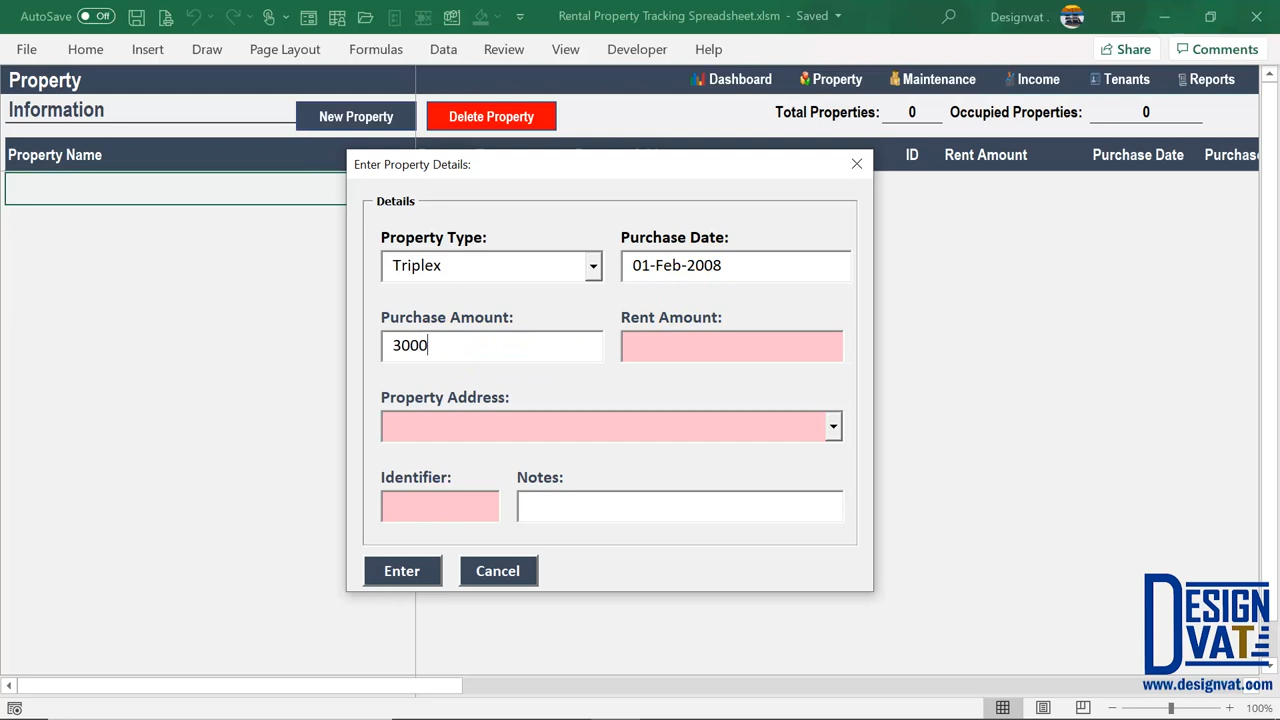 AutoSave Off Rental Property Tracking Spreadsheet.xlsm - Saved Designvat .
File Home Insert Draw Page Layout Formulas Data Review View Developer Help Share Comments
Property Dashboard Property Maintenance Income Tenants Reports
Information New Property Delete Property Total Properties: 0 Occupied Properties: 0
Property Name ID Rent Amount Purchase Date Purchas
Enter Property Details:
Details
Property Type: Purchase Date:
Triplex 01-Feb-2008
Purchase Amount: Rent Amount:
3000
Property Address:
Identifier: Notes:
Enter Cancel
DESIGN
VAT
www.designvat.com
100%